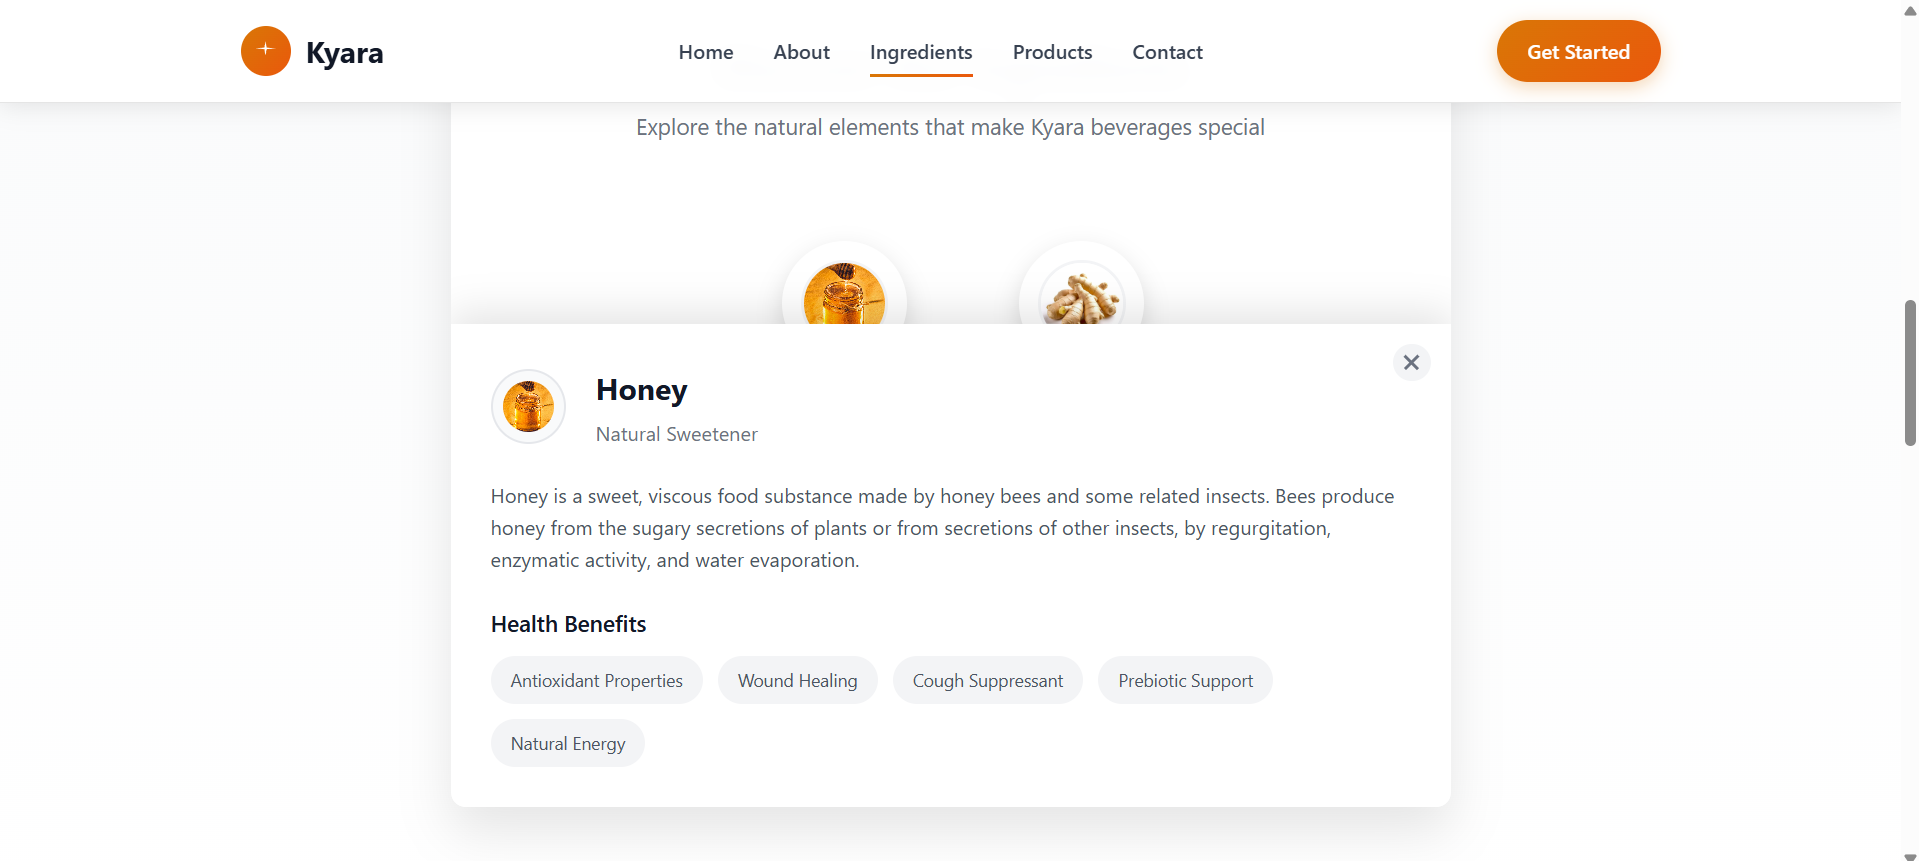 Kyara
Home
About
Ingredients
Products
Contact
Get Started
Explore the natural elements that make Kyara beverages special
Honey
Natural Sweetener
Honey is a sweet, viscous food substance made by honey bees and some related insects. Bees produce
honey from the sugary secretions of plants or from secretions of other insects, by regurgitation,
enzymatic activity, and water evaporation.
Health Benefits
Antioxidant Properties
Wound Healing
Cough Suppressant
Prebiotic Support
Natural Energy